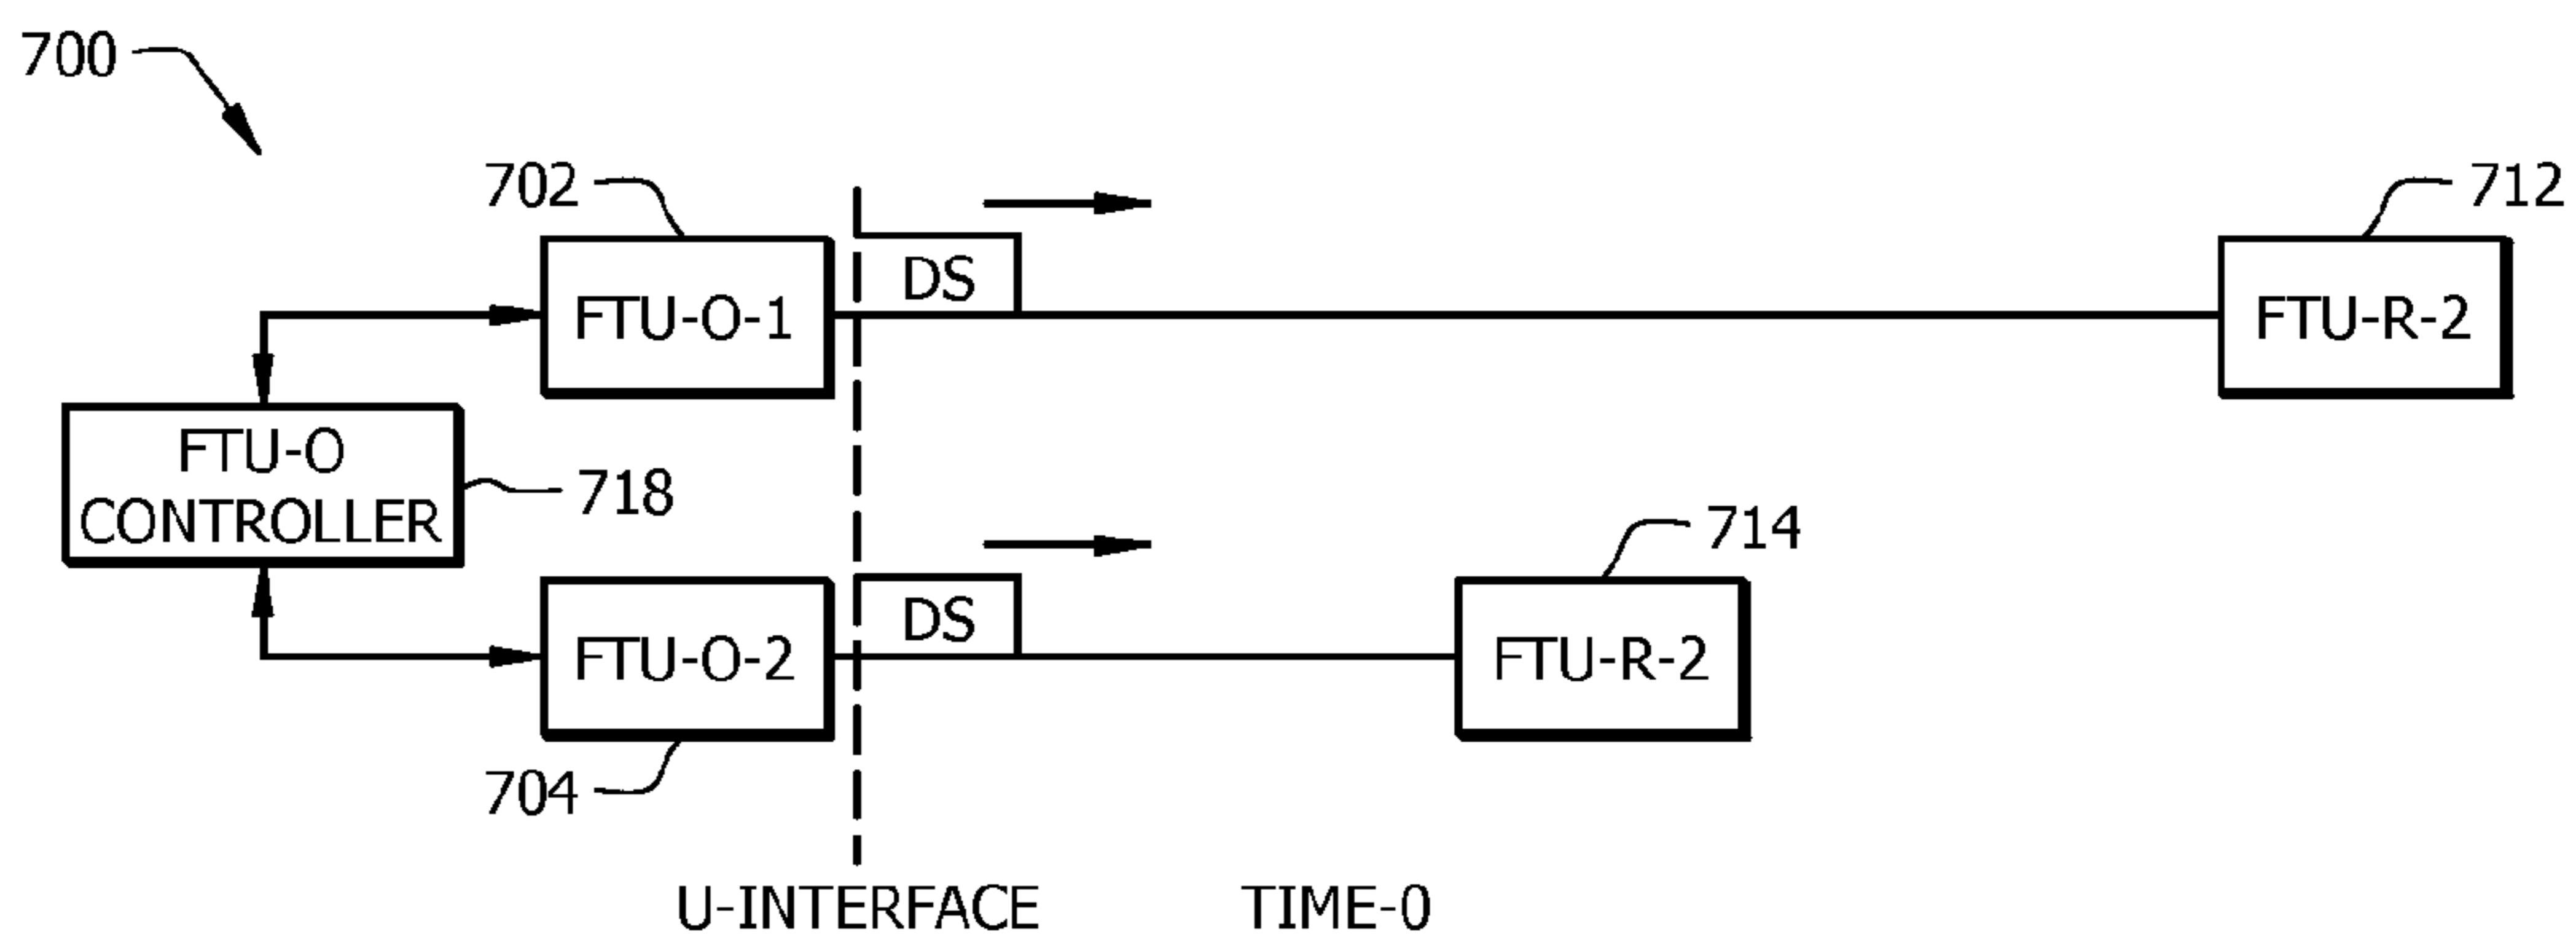 700
702
712
DS
FTU-O-1
FTU-R-2
FTU-O
CONTROLLER
718
714
DS
FTU-O-2
FTU-R-2
704
U-INTERFACE
TIME-0